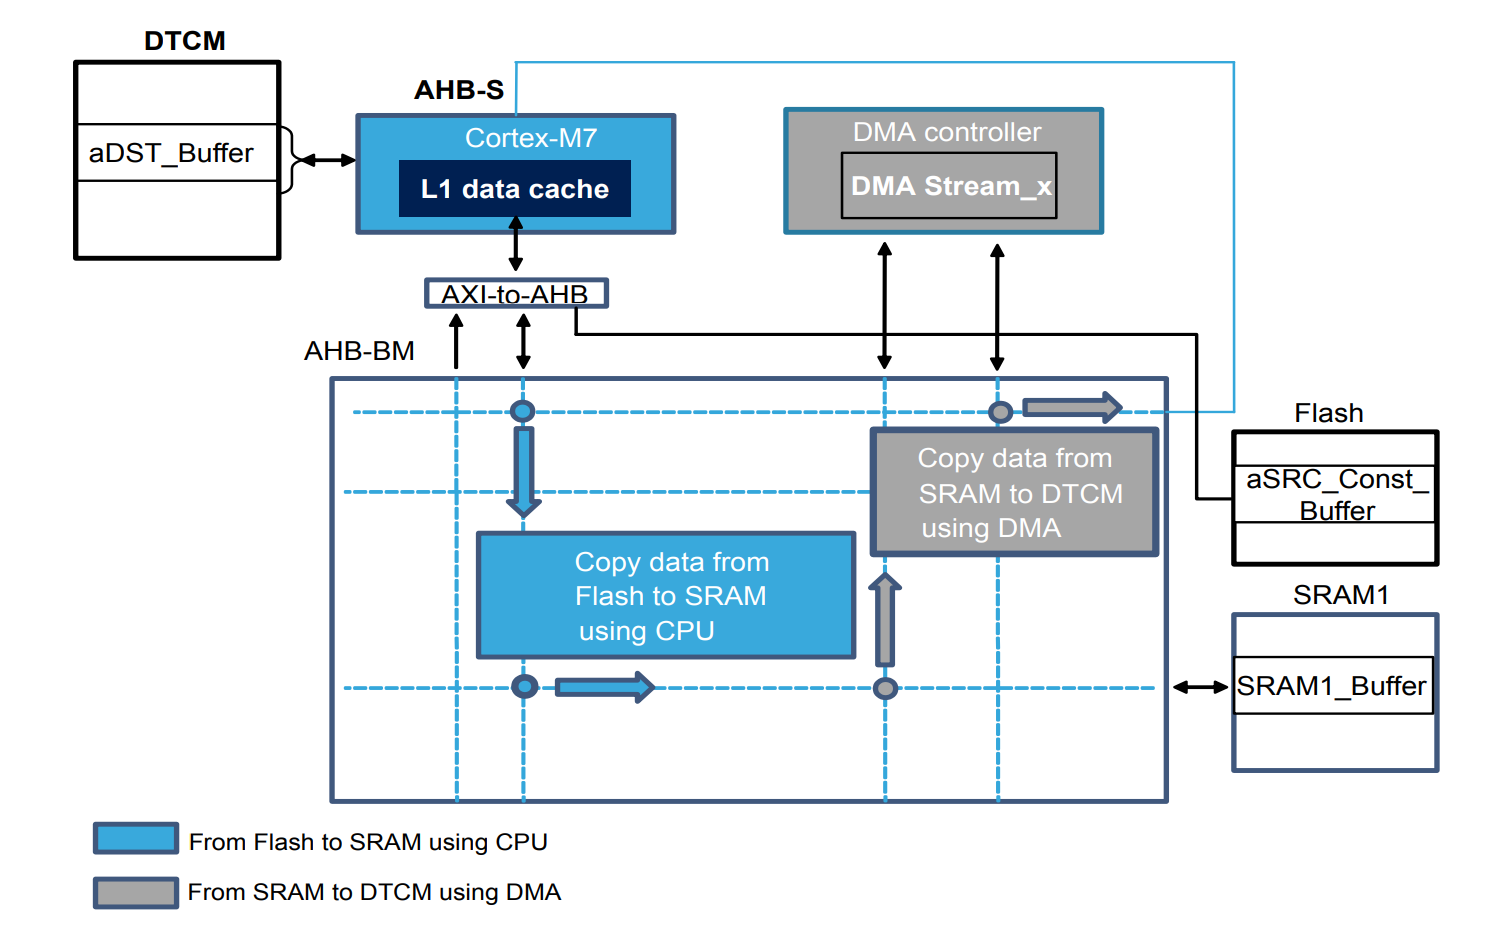 DTCM
aDST_Buffer
AHB-S
Cortex-M7
L1 data cache
DMA controller
DMA Stream_x
AXI-to-AHB
AHB-BM
Flash
aSRC_Const_
Buffer
Copy data from
SRAM to DTCM
using DMA
Copy data from
Flash to SRAM
using CPU
SRAM1
SRAM1_Buffer
From Flash to SRAM using CPU
From SRAM to DTCM using DMA